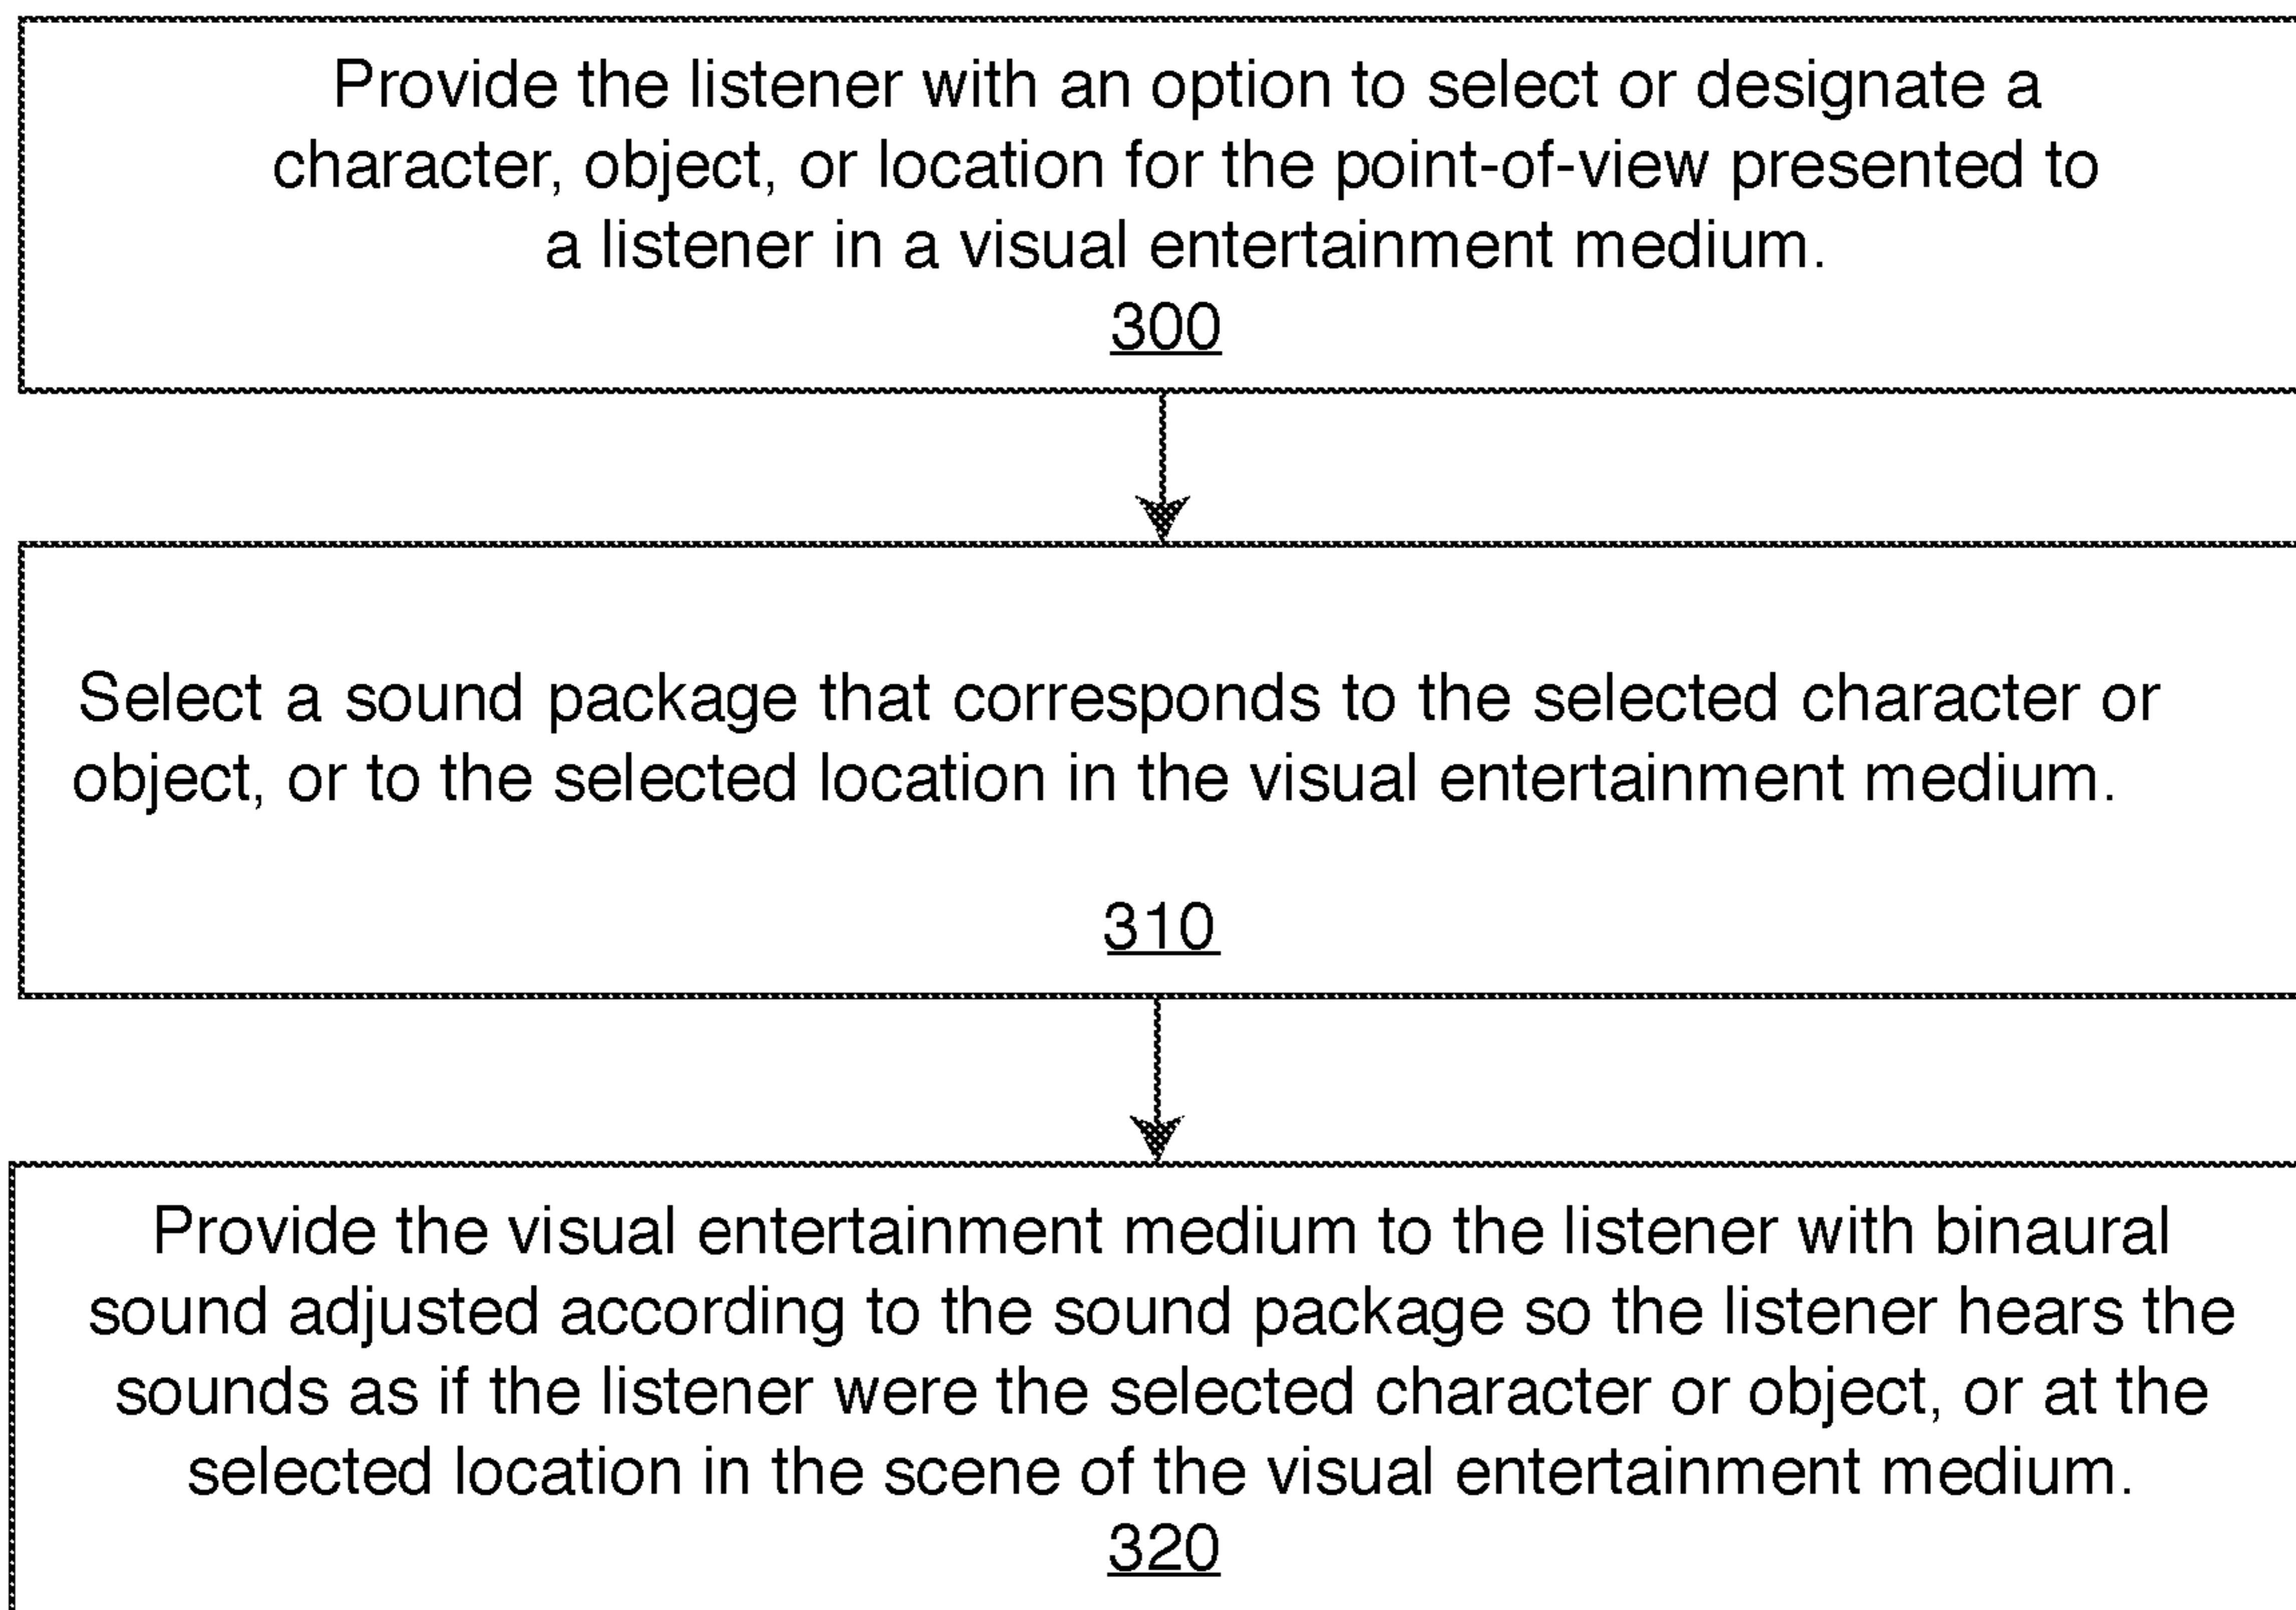 Provide the listener with an option to select or designate a
character, object, or location for the point-of-view presented to
a listener in a visual entertainment medium.
300
Select a sound package that corresponds to the selected character or
object, or to the selected location in the visual entertainment medium.
310
Provide the visual entertainment medium to the listener with binaural
sound adjusted according to the sound package so the listener hears the
sounds as if the listener were the selected character or object, or at the
selected location in the scene of the visual entertainment medium.
320